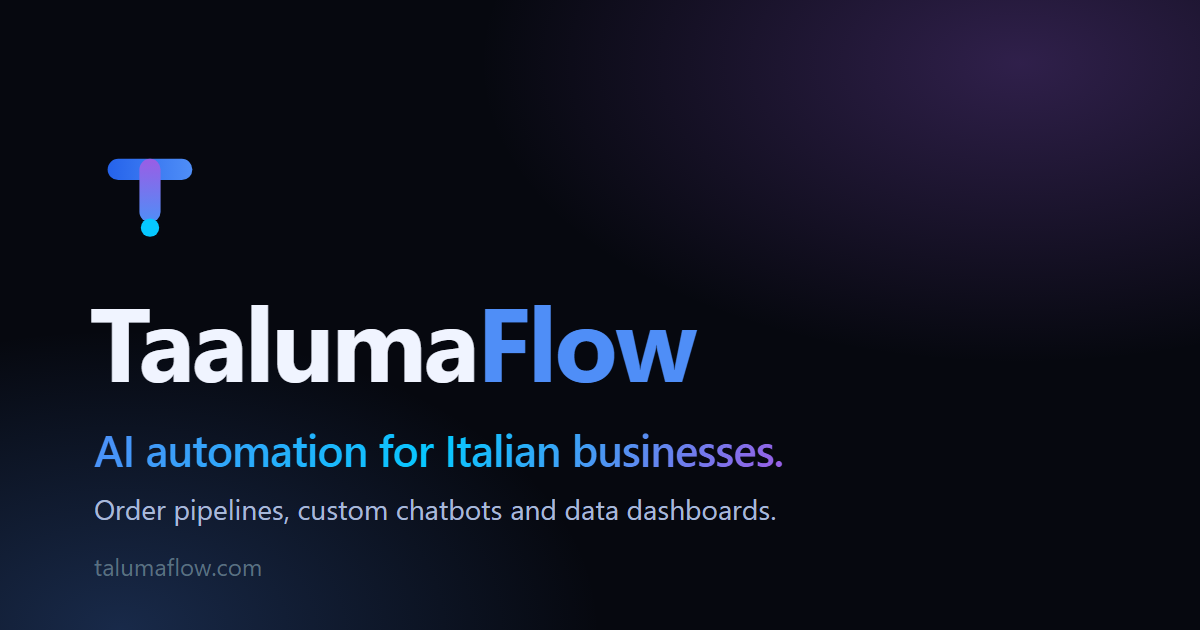 TaalumaFlow
AI automation for Italian businesses.
Order pipelines, custom chatbots and data dashboards.
talumaflow.com